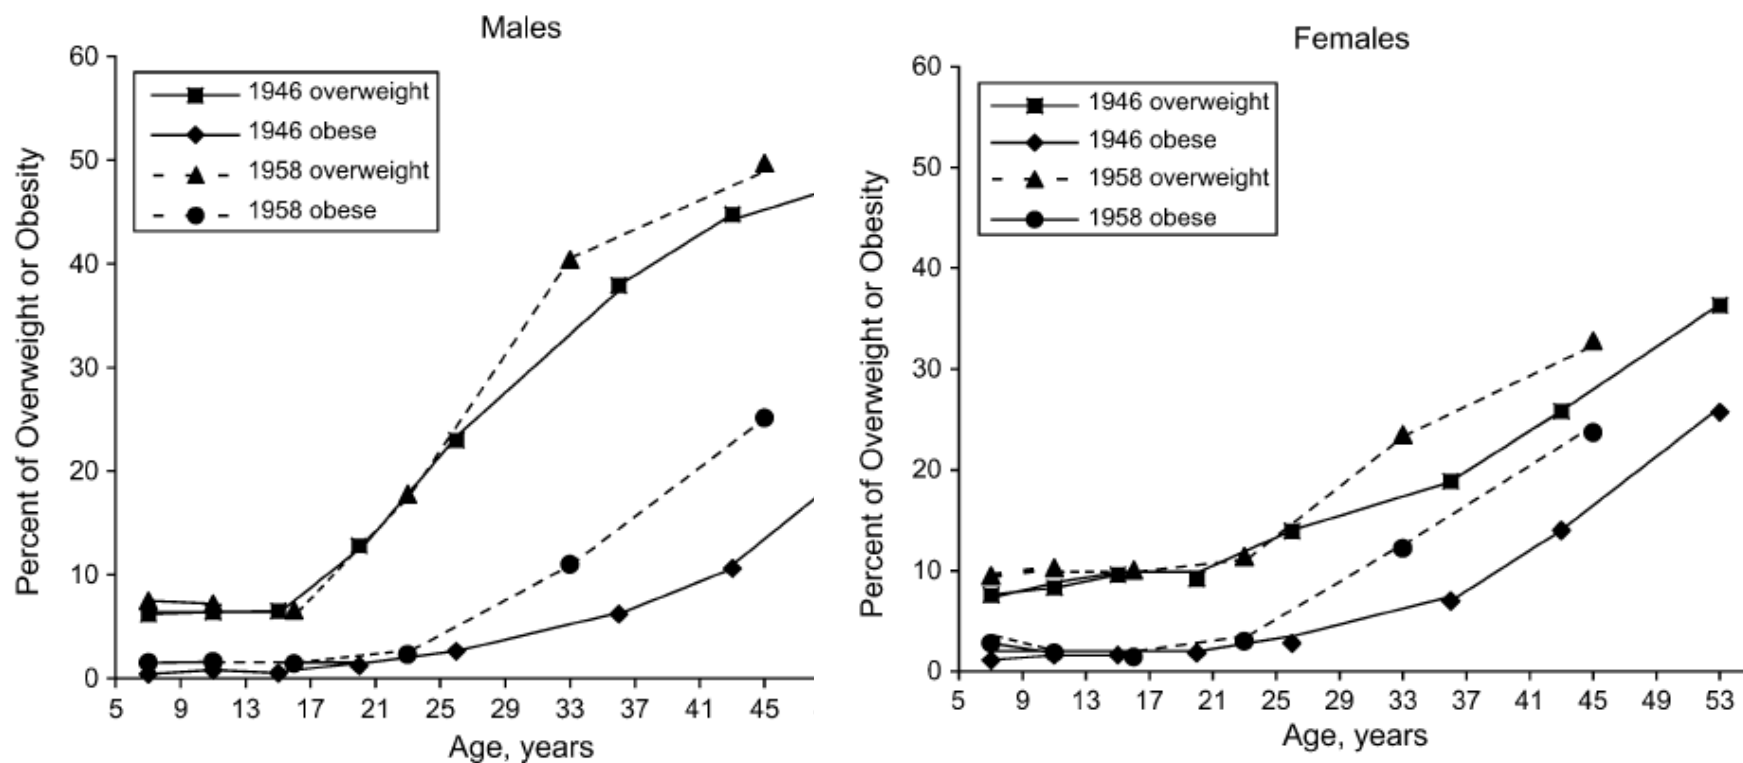 Males
60
50
40
30
20
10
0
Percent of Overweight or Obesity
1946 overweight
1946 obese
1958 overweight
1958 obese
5 9 13 17 21 25 29 33 37 41 45
Age, years
Females
60
50
40
30
20
10
0
Percent of Overweight or Obesity
1946 overweight
1946 obese
1958 overweight
1958 obese
5 9 13 17 21 25 29 33 37 41 45 49 53
Age, years